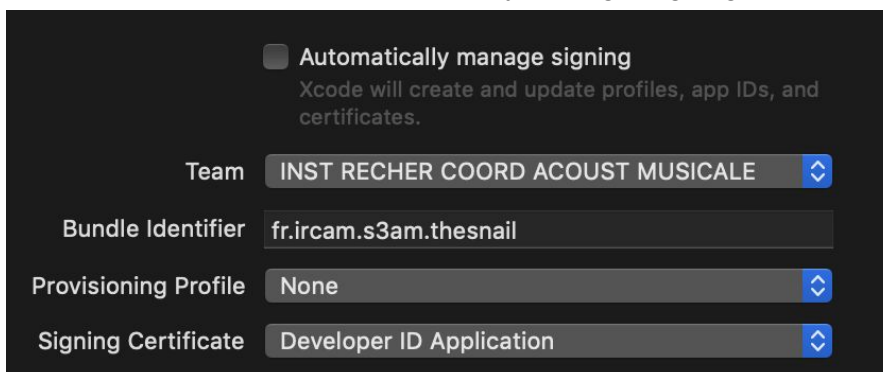 Automatically manage signing
Xcode will create and update profiles, app IDs, and
certificates.
Team INST RECHER COORD ACOUST MUSICALE
Bundle Identifier fr.ircam.s3am.thesnail
Provisioning Profile None
Signing Certificate Developer ID Application